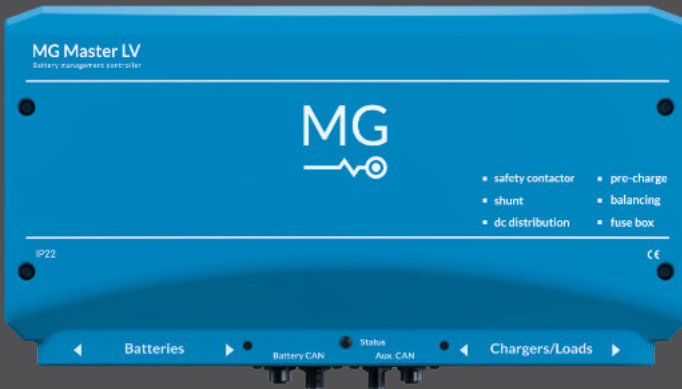 MG Master LV
Battery management controller
MG
▪ safety contactor ▪ pre-charge
▪ shunt ▪ balancing
▪ dc distribution ▪ fuse box
IP22
CE
Status
◀ Batteries ▶ Battery CAN Aux. CAN ◀ Chargers/Loads ▶